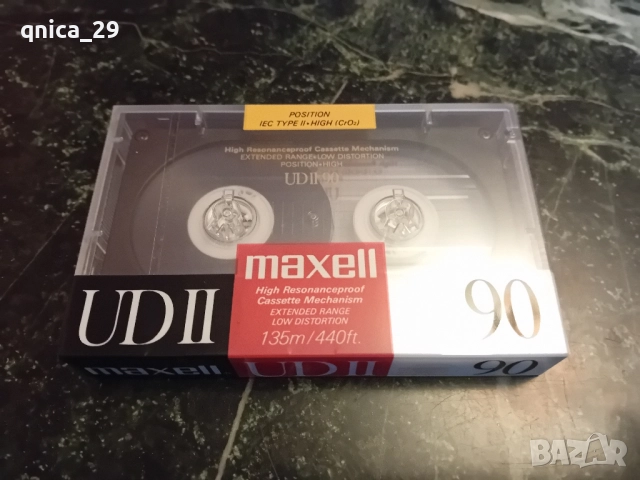 qnica_29
POSITION
IEC TYPE II • HIGH (CrO₂)
High Resonanceproof Cassette Mechanism
EXTENDED RANGE • LOW DISTORTION
POSITION • HIGH
UDII 90
maxell
High Resonanceproof
Cassette Mechanism
EXTENDED RANGE
LOW DISTORTION
135m/440ft.
UDII
90
maxell UDII 90
BAZAR